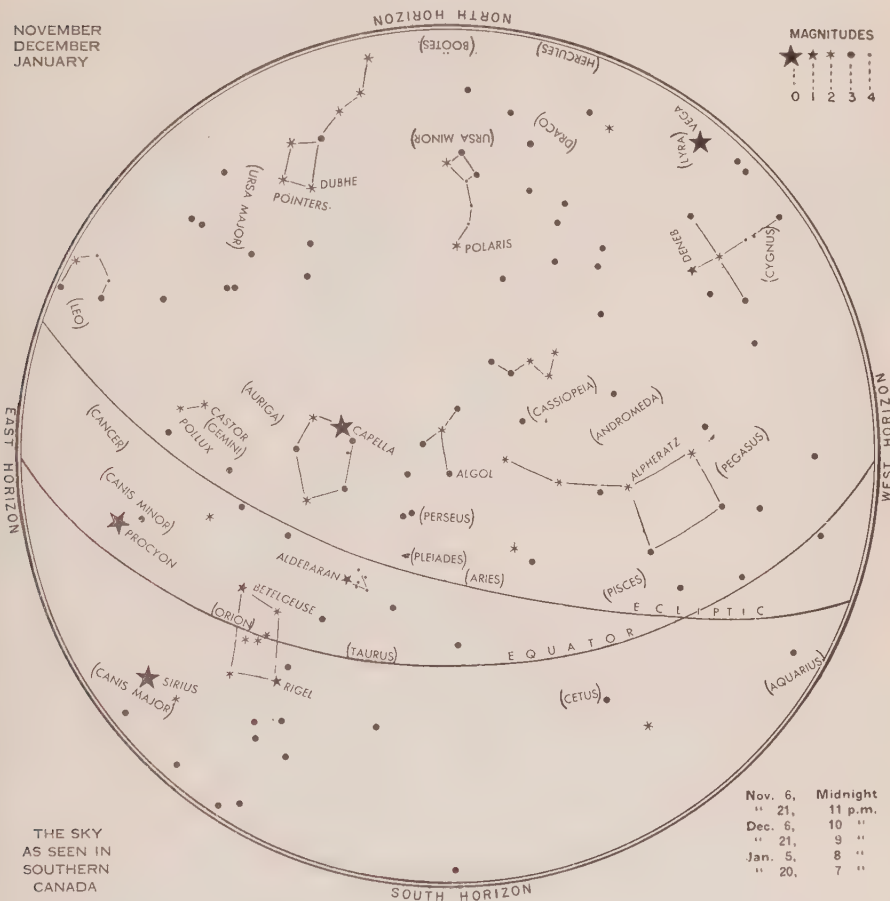 NOVEMBER
DECEMBER
JANUARY
NORTH HORIZON
MAGNITUDES
0 1 2 3 4
(BOÖTES)
(HERCULES)
(DRACO)
(URSA MINOR)
(LYRA) VEGA
DUBHE
POINTERS
(URSA MAJOR)
POLARIS
DENEB
(CYGNUS)
(LEO)
(AURIGA)
CASTOR
(GEMINI)
POLLUX
CAPELLA
(CASSIOPEIA)
(ANDROMEDA)
(CANCER)
ALGOL
ALPHERATZ
(PEGASUS)
EAST HORIZON
WEST HORIZON
(CANIS MINOR)
PROCYON
(PERSEUS)
ALDEBARAN
(PLEIADES)
(ARIES)
(PISCES)
BETELGEUSE
ECLIPTIC
(ORION)
(TAURUS)
EQUATOR
SIRIUS
(CANIS MAJOR)
RIGEL
(CETUS)
(AQUARIUS)
THE SKY
AS SEEN IN
SOUTHERN
CANADA
Nov. 6, Midnight
" 21, 11 p.m.
Dec. 6, 10 "
" 21, 9 "
Jan. 5, 8 "
" 20, 7 "
SOUTH HORIZON